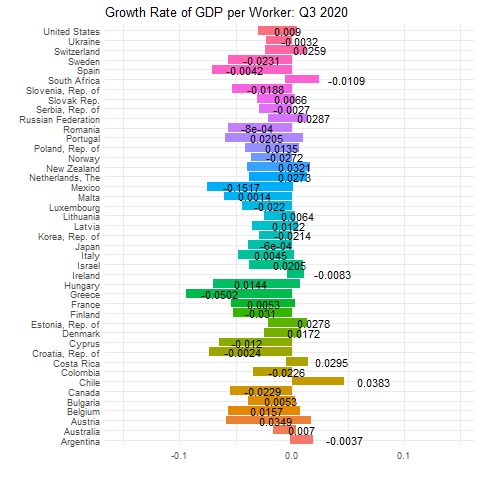 Growth Rate of GDP per Worker: Q3 2020
United States 0.009
Ukraine -0.0032
Switzerland 0.0259
Sweden -0.0231
Spain -0.0042
South Africa -0.0109
Slovenia, Rep. of -0.0188
Slovak Rep. 0.0066
Serbia, Rep. of -0.0027
Russian Federation 0.0287
Romania -8e-04
Portugal 0.0205
Poland, Rep. of 0.0135
Norway -0.0272
New Zealand 0.0321
Netherlands, The 0.0273
Mexico -0.1517
Malta 0.0014
Luxembourg -0.022
Lithuania 0.0064
Latvia 0.0122
Korea, Rep. of -0.0214
Japan -6e-04
Italy 0.0045
Israel 0.0205
Ireland -0.0083
Hungary 0.0144
Greece -0.0502
France 0.0053
Finland -0.031
Estonia, Rep. of 0.0278
Denmark 0.0172
Cyprus -0.012
Croatia, Rep. of -0.0024
Costa Rica 0.0295
Colombia -0.0226
Chile 0.0383
Canada -0.0229
Bulgaria 0.0053
Belgium 0.0157
Austria 0.0349
Australia 0.007
Argentina -0.0037
-0.1 0.0 0.1